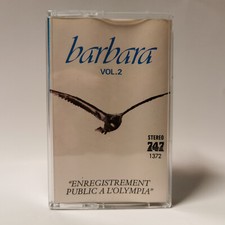 barbara
VOL.2
STEREO
747
1372
"ENREGISTREMENT
PUBLIC A L'OLYMPIA"